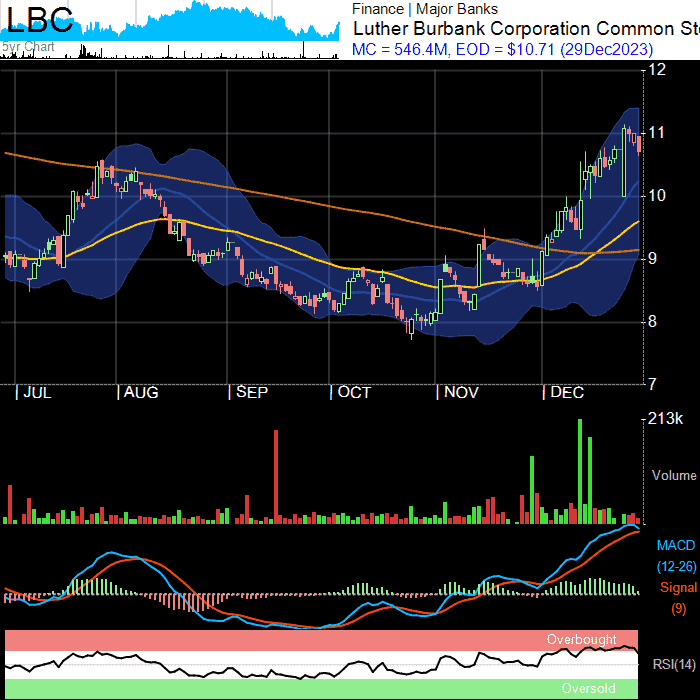 LBC
5yr Chart
Finance | Major Banks
Luther Burbank Corporation Common Sto
MC = 546.4M, EOD = $10.71 (29Dec2023)
12
11
10
9
8
7
JUL AUG SEP OCT NOV DEC
213k
Volume
MACD
(12-26)
Signal
(9)
Overbought
RSI(14)
Oversold